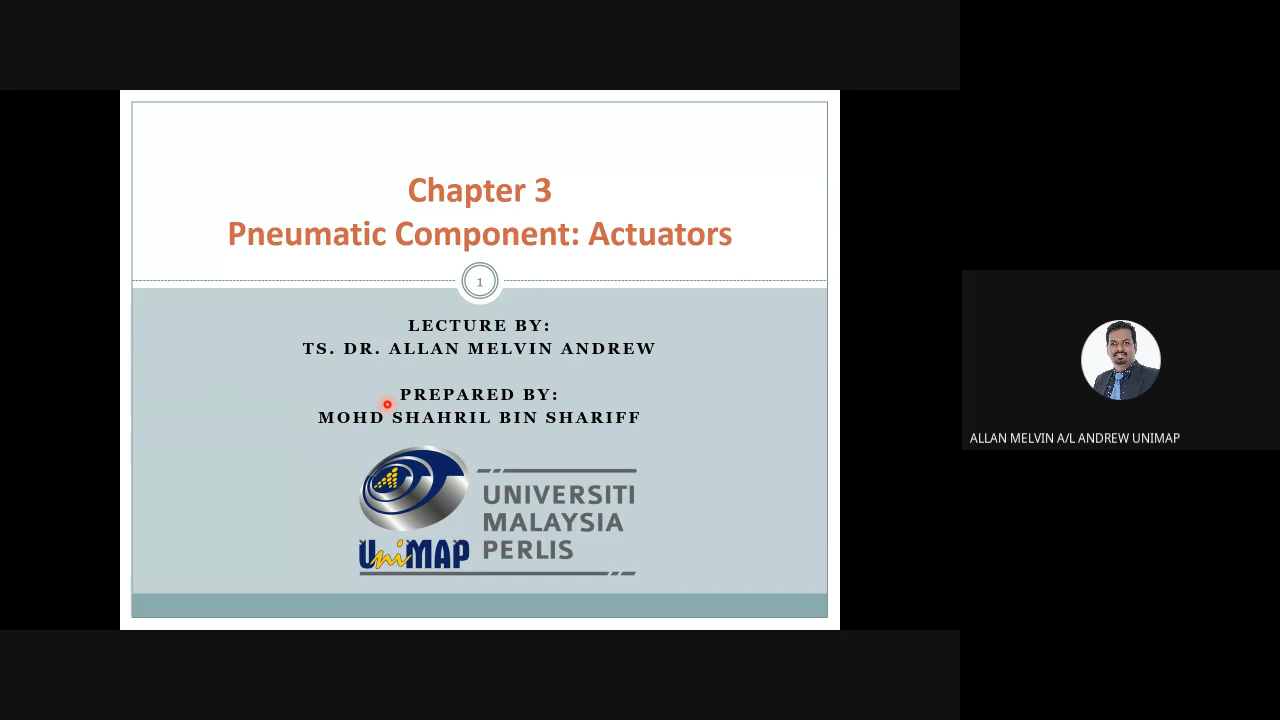 Chapter 3
Pneumatic Component: Actuators
1
LECTURE BY:
TS. DR. ALLAN MELVIN ANDREW
PREPARED BY:
MOHD SHAHRIL BIN SHARIFF
UniMAP
UNIVERSITI
MALAYSIA
PERLIS
ALLAN MELVIN A/L ANDREW UNIMAP